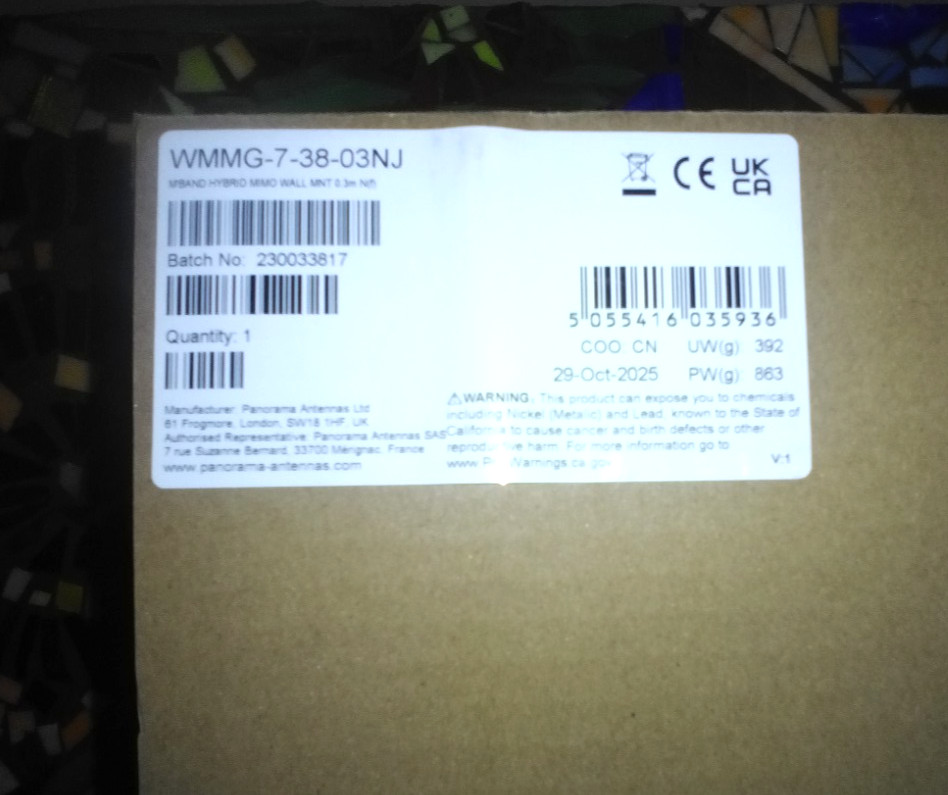 WMMG-7-38-03NJ
M'BAND HYBRID MIMO WALL MNT 0.3m N(f)
CE
UK
CA
Batch No: 230033817
Quantity: 1
5 055416 035936
COO: CN UW(g): 392
29-Oct-2025 PW(g): 863
Manufacturer: Panorama Antennas Ltd
61 Frogmore, London, SW18 1HF. UK
Authorised Representative: Panorama Antennas SAS
7 rue Suzanne Bernard, 33700 Merignac, France
www.panorama-antennas.com
⚠WARNING: This product can expose you to chemicals
including Nickel (Metallic) and Lead, known to the State of
California to cause cancer and birth defects or other
reproductive harm. For more information go to
V:1